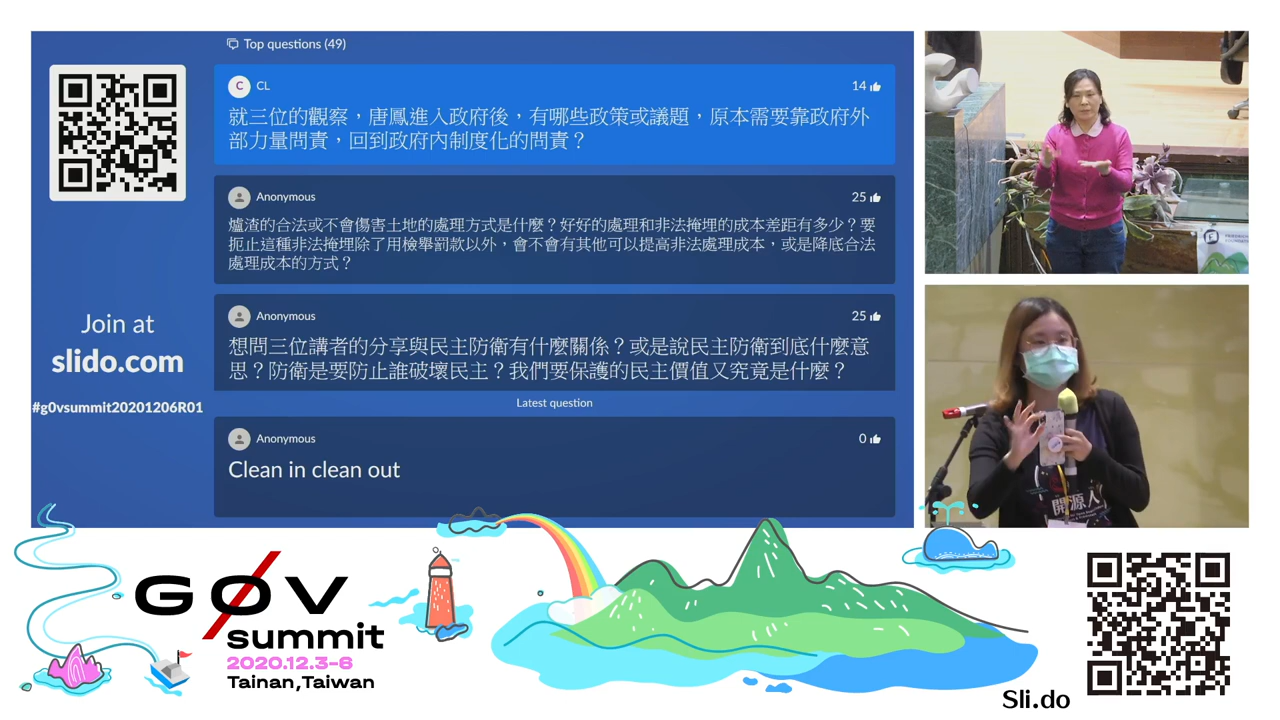 Top questions (49)
C
CL
14
就三位的觀察，唐鳳進入政府後，有哪些政策或議題，原本需要靠政府外
部力量問責，回到政府內制度化的問責？
Anonymous
25
爐渣的合法或不會傷害土地的處理方式是什麼？好好的處理和非法掩埋的成本差距有多少？要
扼止這種非法掩埋除了用檢舉罰款以外，會不會有其他可以提高非法處理成本，或是降底合法
處理成本的方式？
Anonymous
25
想問三位講者的分享與民主防衛有什麼關係？或是說民主防衛到底什麼意
思？防衛是要防止誰破壞民主？我們要保護的民主價值又究竟是什麼？
Latest question
Anonymous
0
Clean in clean out
Join at
slido.com
#g0vsummit20201206R01
開源人
G0V
summit
2020.12.3-6
Tainan,Taiwan
Sli.do